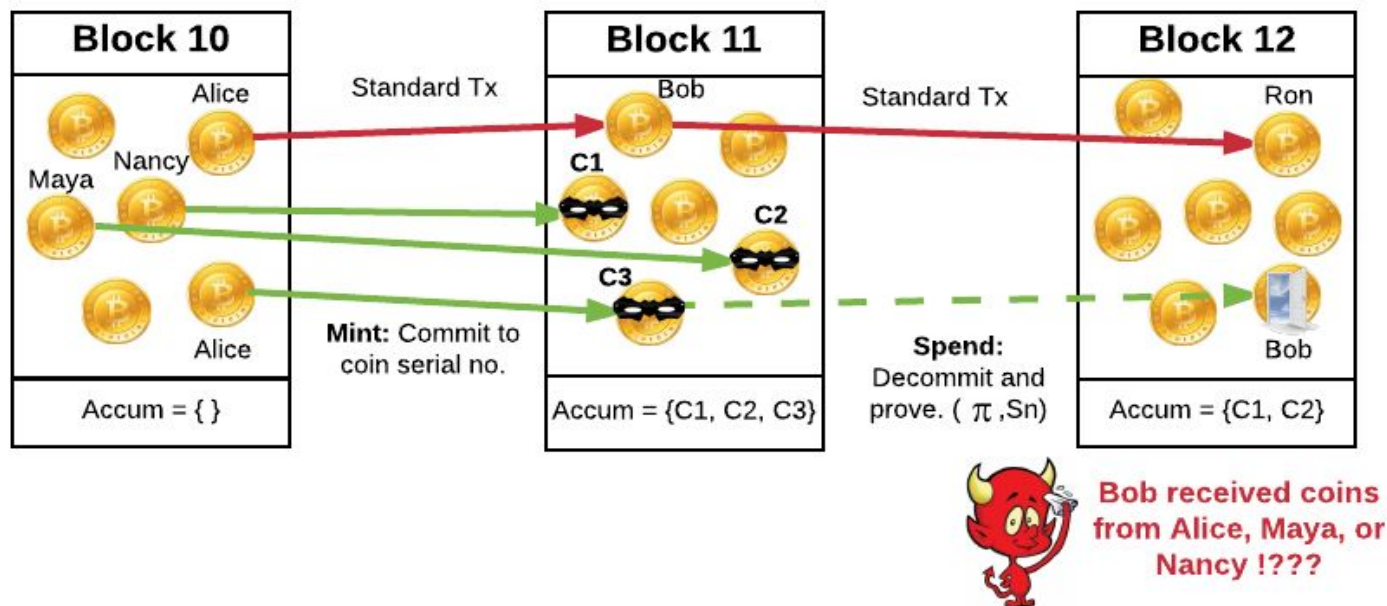 Block 10
Block 11
Block 12
Alice
Standard Tx
Bob
Standard Tx
Ron
Nancy
Maya
C1
C2
C3
Alice
Mint: Commit to
coin serial no.
Spend:
Decommit and
prove. ( π ,Sn)
Bob
Accum = { }
Accum = {C1, C2, C3}
Accum = {C1, C2}
Bob received coins
from Alice, Maya, or
Nancy !???